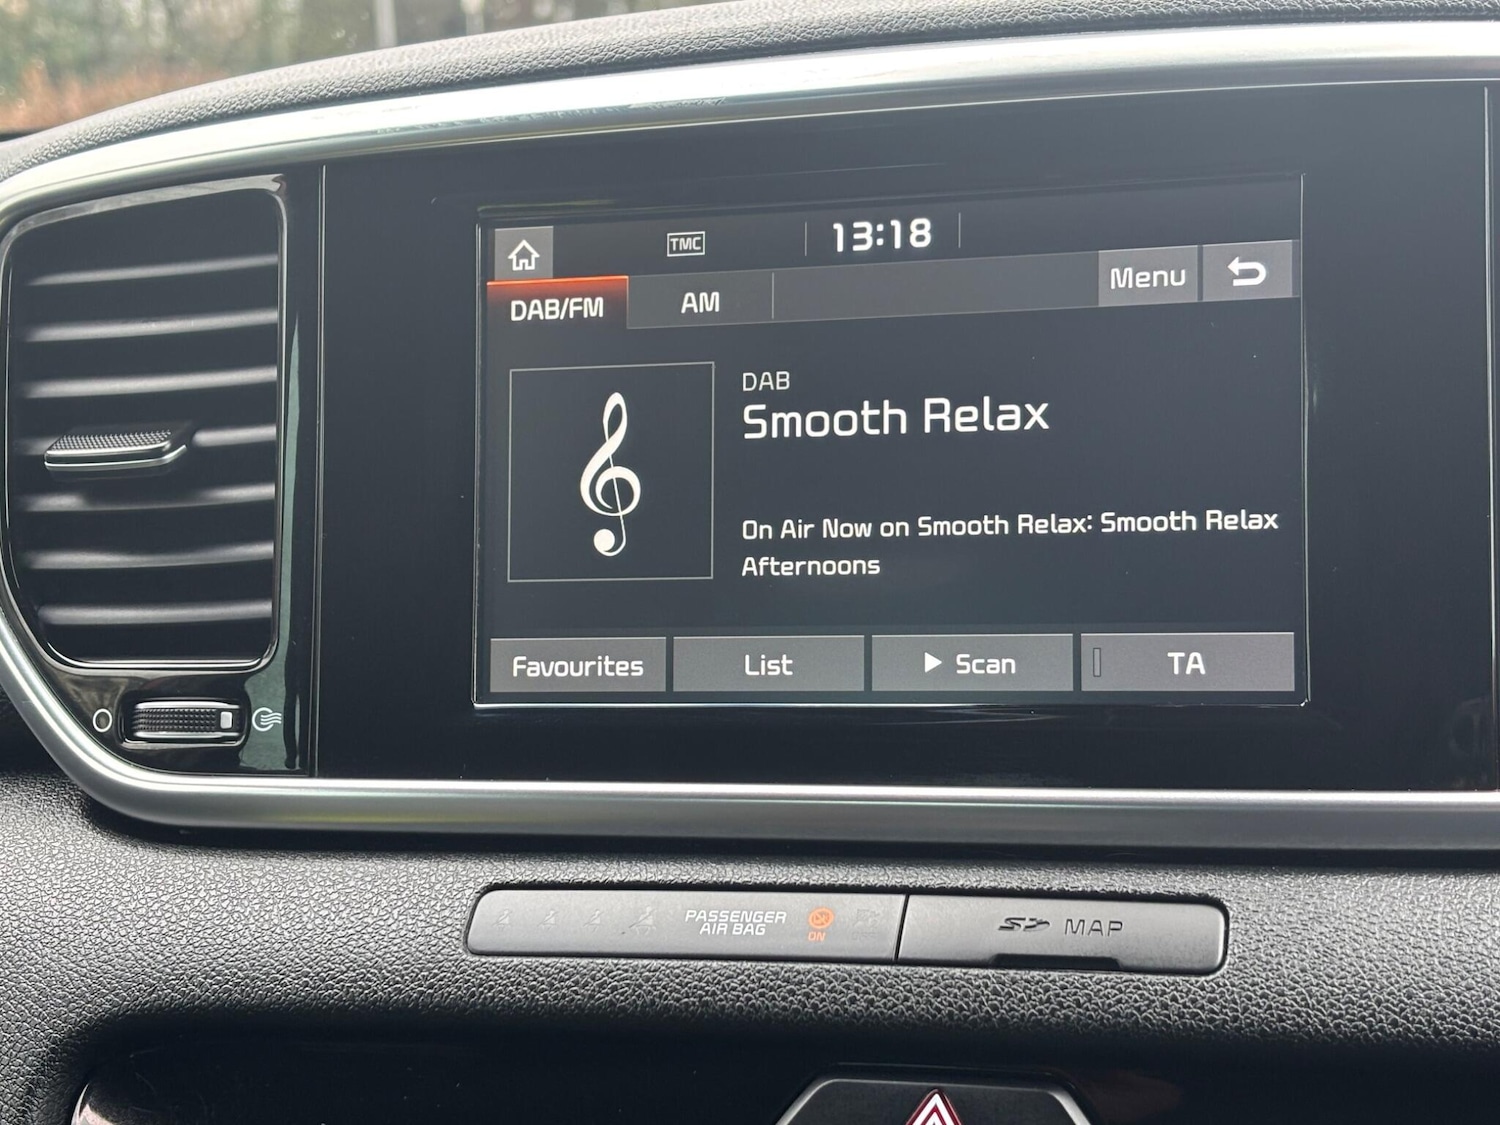 TMC
13:18
DAB/FM
AM
Menu
DAB
Smooth Relax
On Air Now on Smooth Relax: Smooth Relax
Afternoons
Favourites
List
Scan
TA
PASSENGER
AIR BAG
ON
SD MAP